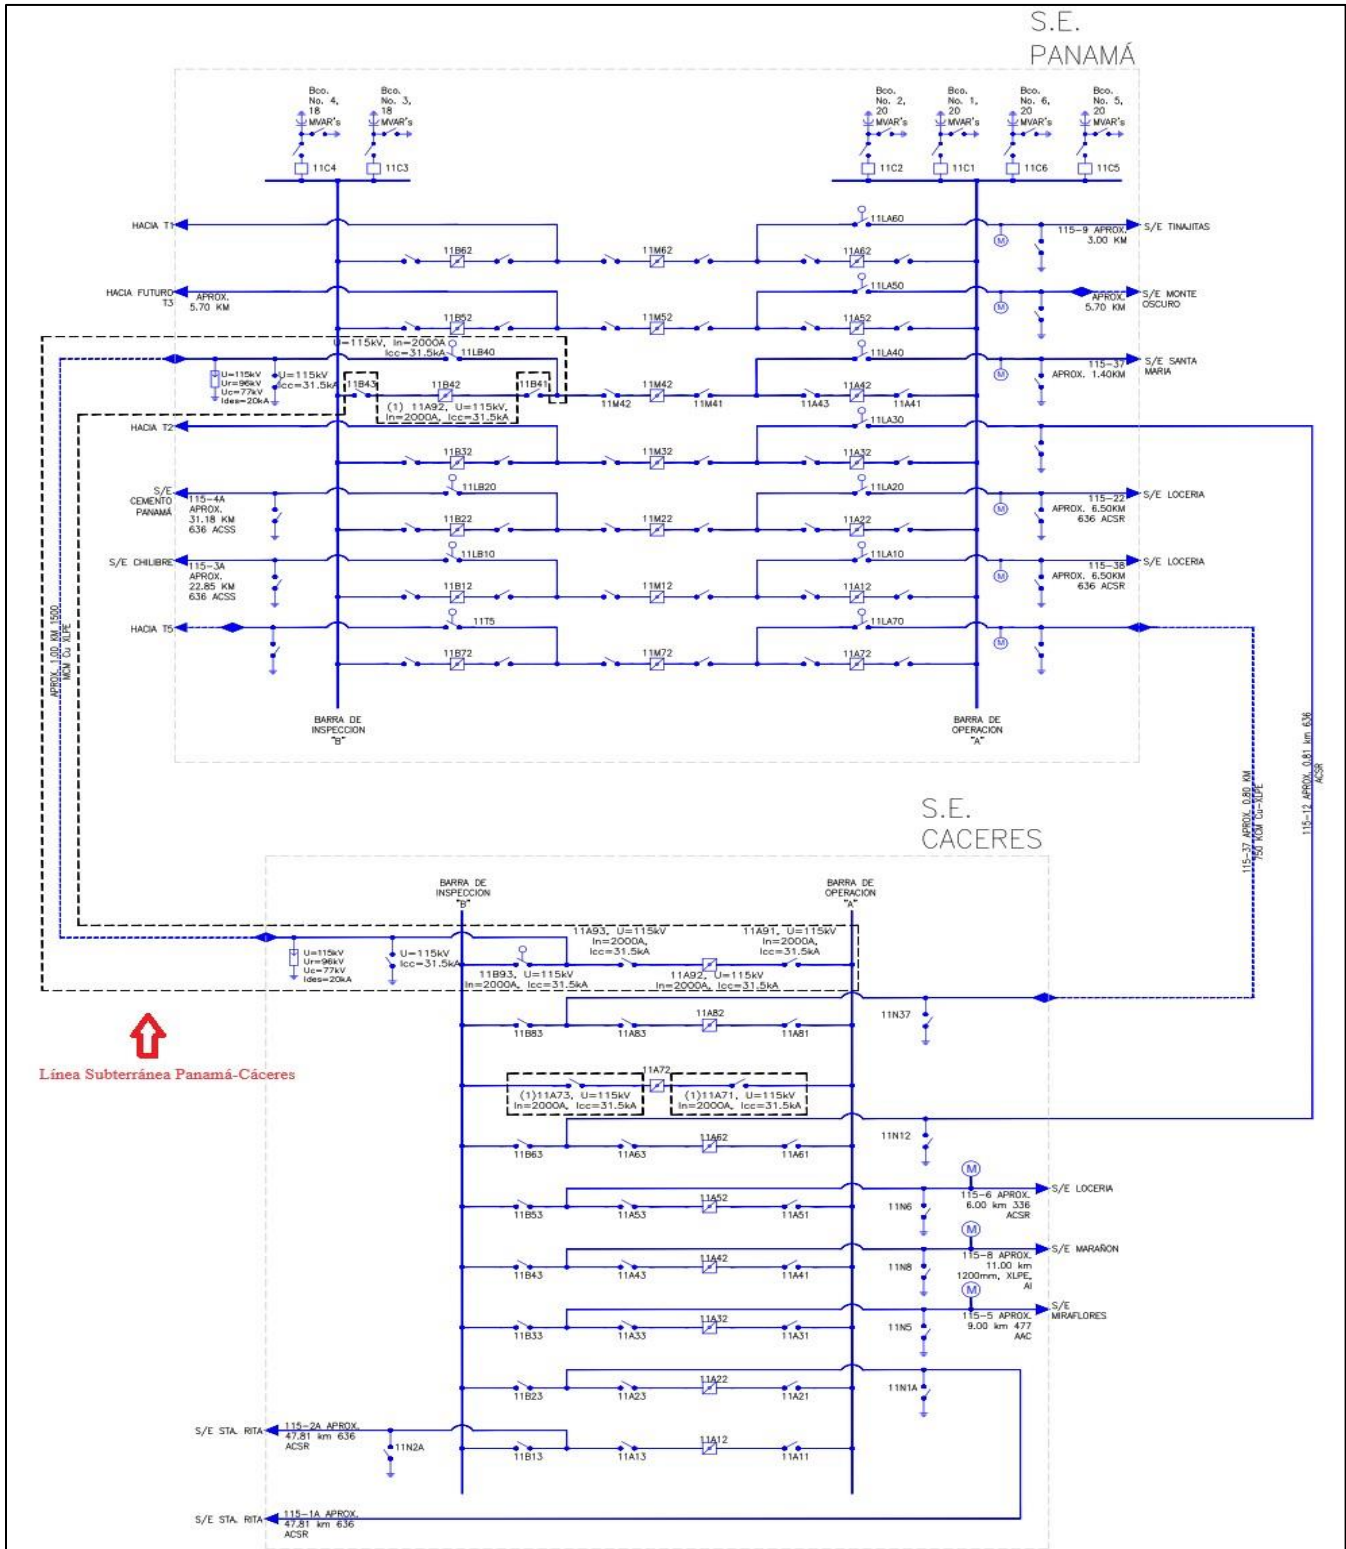 S.E.
PANAMÁ
Bco.
No. 4,
18
MVAR's
Bco.
No. 3,
18
MVAR's
Bco.
No. 2,
20
MVAR's
Bco.
No. 1,
20
MVAR's
Bco.
No. 6,
20
MVAR's
Bco.
No. 5,
20
MVAR's
11C4
11C3
11C2
11C1
11C6
11C5
HACIA T1
11LA60
115-9 APROX.
3.00 KM
S/E TINAJITAS
M
11B62
11M62
11A62
HACIA FUTURO
T3
APROX.
5.70 KM
11LA50
APROX.
5.70 KM
S/E MONTE
OSCURO
M
11B52
11M52
11A52
U=115kV, In=2000A
Icc=31.5kA
11LB40
11LA40
115-37
APROX. 1.40KM
S/E SANTA
MARIA
U=115kV
Ur=96kV
Uc=77kV
Ides=20kA
U=115kV
Icc=31.5kA
11B43
11B42
11B41
(1) 11A92, U=115kV,
In=2000A, Icc=31.5kA
11M42
11M42
11M41
11A43
11A42
11A41
HACIA T2
11LA30
11B32
11M32
11A32
S/E
CEMENTO
PANAMÁ
115-4A
APROX.
31.18 KM
636 ACSS
11LB20
11LA20
115-22
APROX. 6.50KM
636 ACSR
S/E LOCERIA
M
11B22
11M22
11A22
S/E CHILIBRE
115-3A
APROX.
22.85 KM
636 ACSS
11LB10
11LA10
115-38
APROX. 6.50KM
636 ACSR
S/E LOCERIA
M
11B12
11M12
11A12
HACIA T5
11T5
11LA70
M
11B72
11M72
11A72
BARRA DE
INSPECCION
"B"
BARRA DE
OPERACION
"A"
APROX. 1.00 KM 1500
MCM Cu XLPE
115-37 APROX. 0.80 KM
750 KCM Cu-XLPE
115-12 APROX. 0.81 km 636
ACSR
S.E.
CACERES
BARRA DE
INSPECCION
"B"
BARRA DE
OPERACION
"A"
U=115kV
Ur=96kV
Uc=77kV
Ides=20kA
U=115kV
Icc=31.5kA
11A93, U=115kV
In=2000A,
Icc=31.5kA
11A91, U=115kV
In=2000A,
Icc=31.5kA
11B93, U=115kV
In=2000A, Icc=31.5kA
11A92, U=115kV
In=2000A, Icc=31.5kA
Línea Subterránea Panamá-Cáceres
11B83
11A83
11A82
11A81
11N37
11A72
(1)11A73, U=115kV
In=2000A, Icc=31.5kA
(1)11A71, U=115kV
In=2000A, Icc=31.5kA
11B63
11A63
11A62
11A61
11N12
M
S/E LOCERIA
115-6 APROX.
6.00 km 336
ACSR
11B53
11A53
11A52
11A51
11N6
M
S/E MARAÑON
115-8 APROX.
11.00 km
1200mm, XLPE,
Al
11B43
11A43
11A42
11A41
11N8
M
S/E
MIRAFLORES
115-5 APROX.
9.00 km 477
AAC
11B33
11A33
11A32
11A31
11N5
11B23
11A23
11A22
11A21
11N1A
S/E STA. RITA
115-2A APROX.
47.81 km 636
ACSR
11N2A
11B13
11A13
11A12
11A11
S/E STA. RITA
115-1A APROX.
47.81 km 636
ACSR